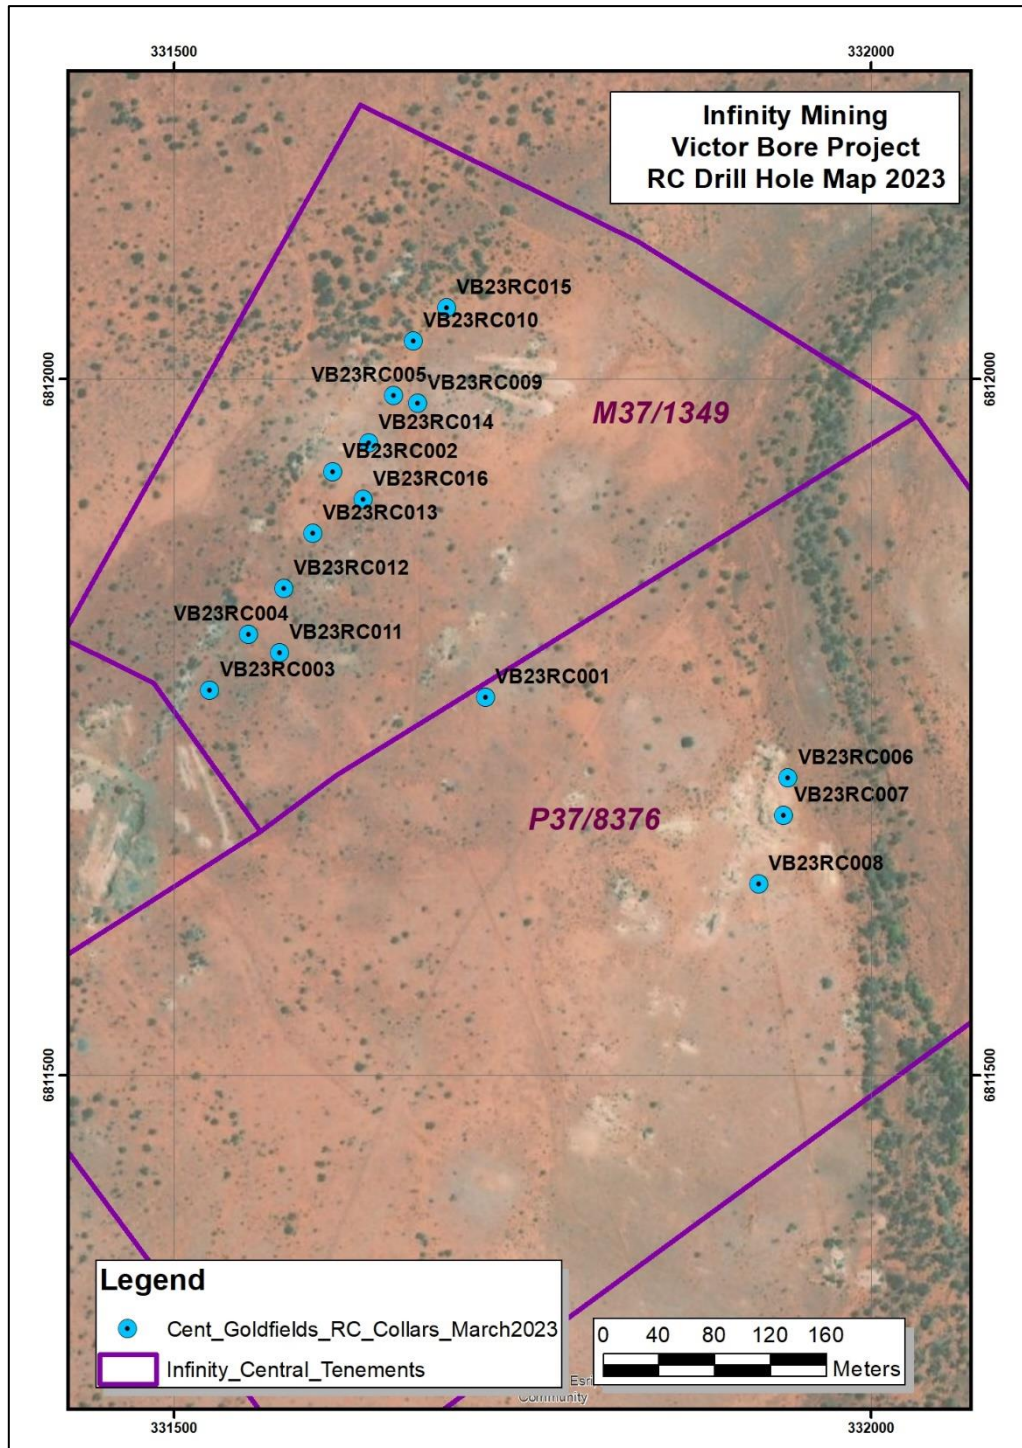 331500
332000
Infinity Mining
Victor Bore Project
RC Drill Hole Map 2023
VB23RC015
VB23RC010
6812000
6812000
VB23RC005
VB23RC009
M37/1349
VB23RC014
VB23RC002
VB23RC016
VB23RC013
VB23RC012
VB23RC004
VB23RC011
VB23RC003
VB23RC001
VB23RC006
VB23RC007
P37/8376
VB23RC008
6811500
6811500
Legend
Cent_Goldfields_RC_Collars_March2023
Infinity_Central_Tenements
0 40 80 120 160
Meters
Esri
Community
331500
332000